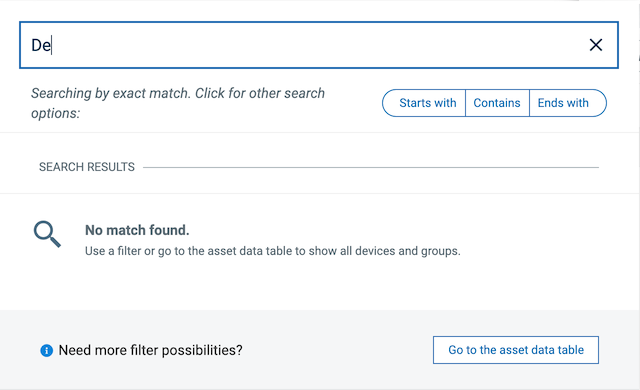 De
Searching by exact match. Click for other search
options:
Starts with
Contains
Ends with
SEARCH RESULTS
No match found.
Use a filter or go to the asset data table to show all devices and groups.
Need more filter possibilities?
Go to the asset data table